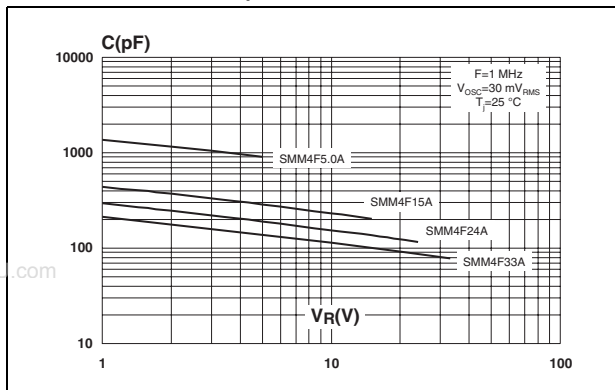 C(pF)
10000
F=1 MHz
VOSC=30 mVRMS
Tj=25 °C
1000
SMM4F5.0A
SMM4F15A
SMM4F24A
100
SMM4F33A
.com
VR(V)
10
1
10
100